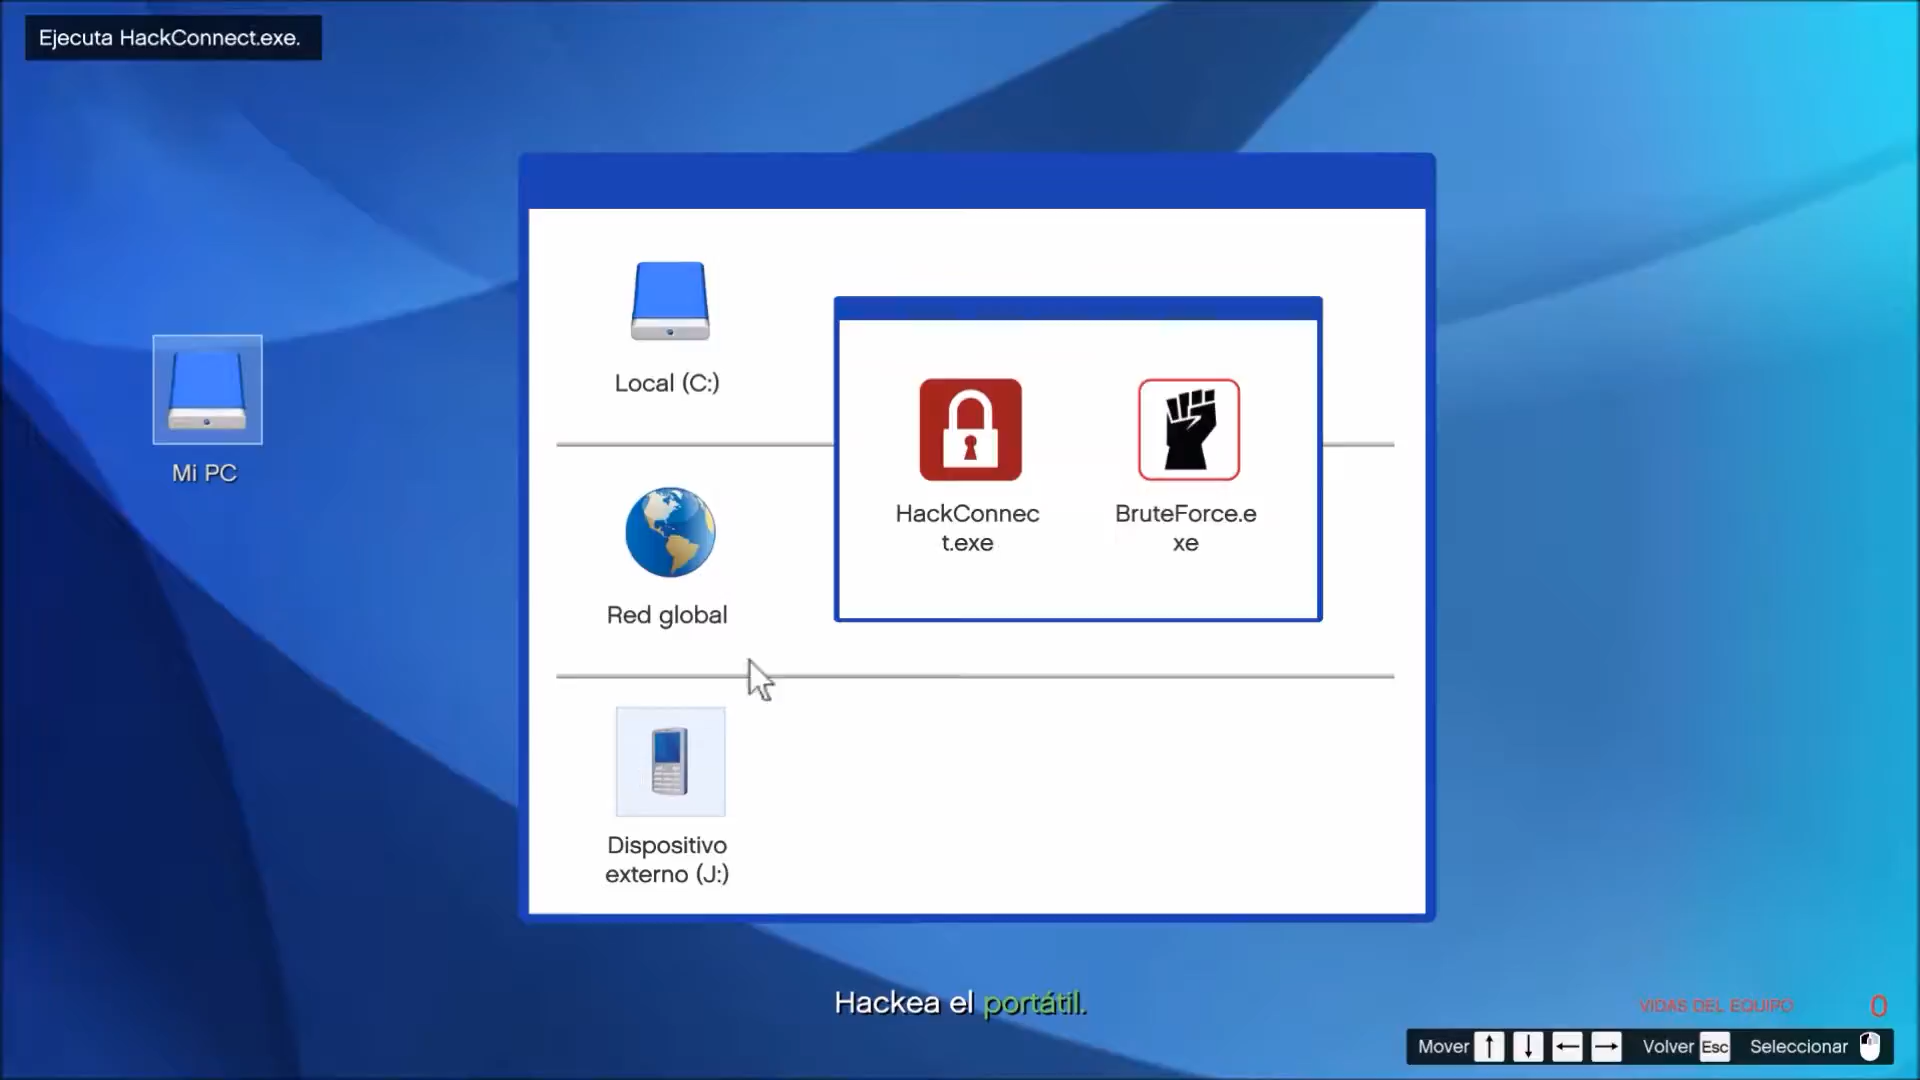 Ejecuta HackConnect.exe.
Mi PC
Local (C:)
HackConnec
t.exe
BruteForce.e
xe
Red global
Dispositivo
externo (J:)
Hackea el portátil.
VIDAS DEL EQUIPO 0
Mover ↑ ↓ ← → Volver Esc Seleccionar